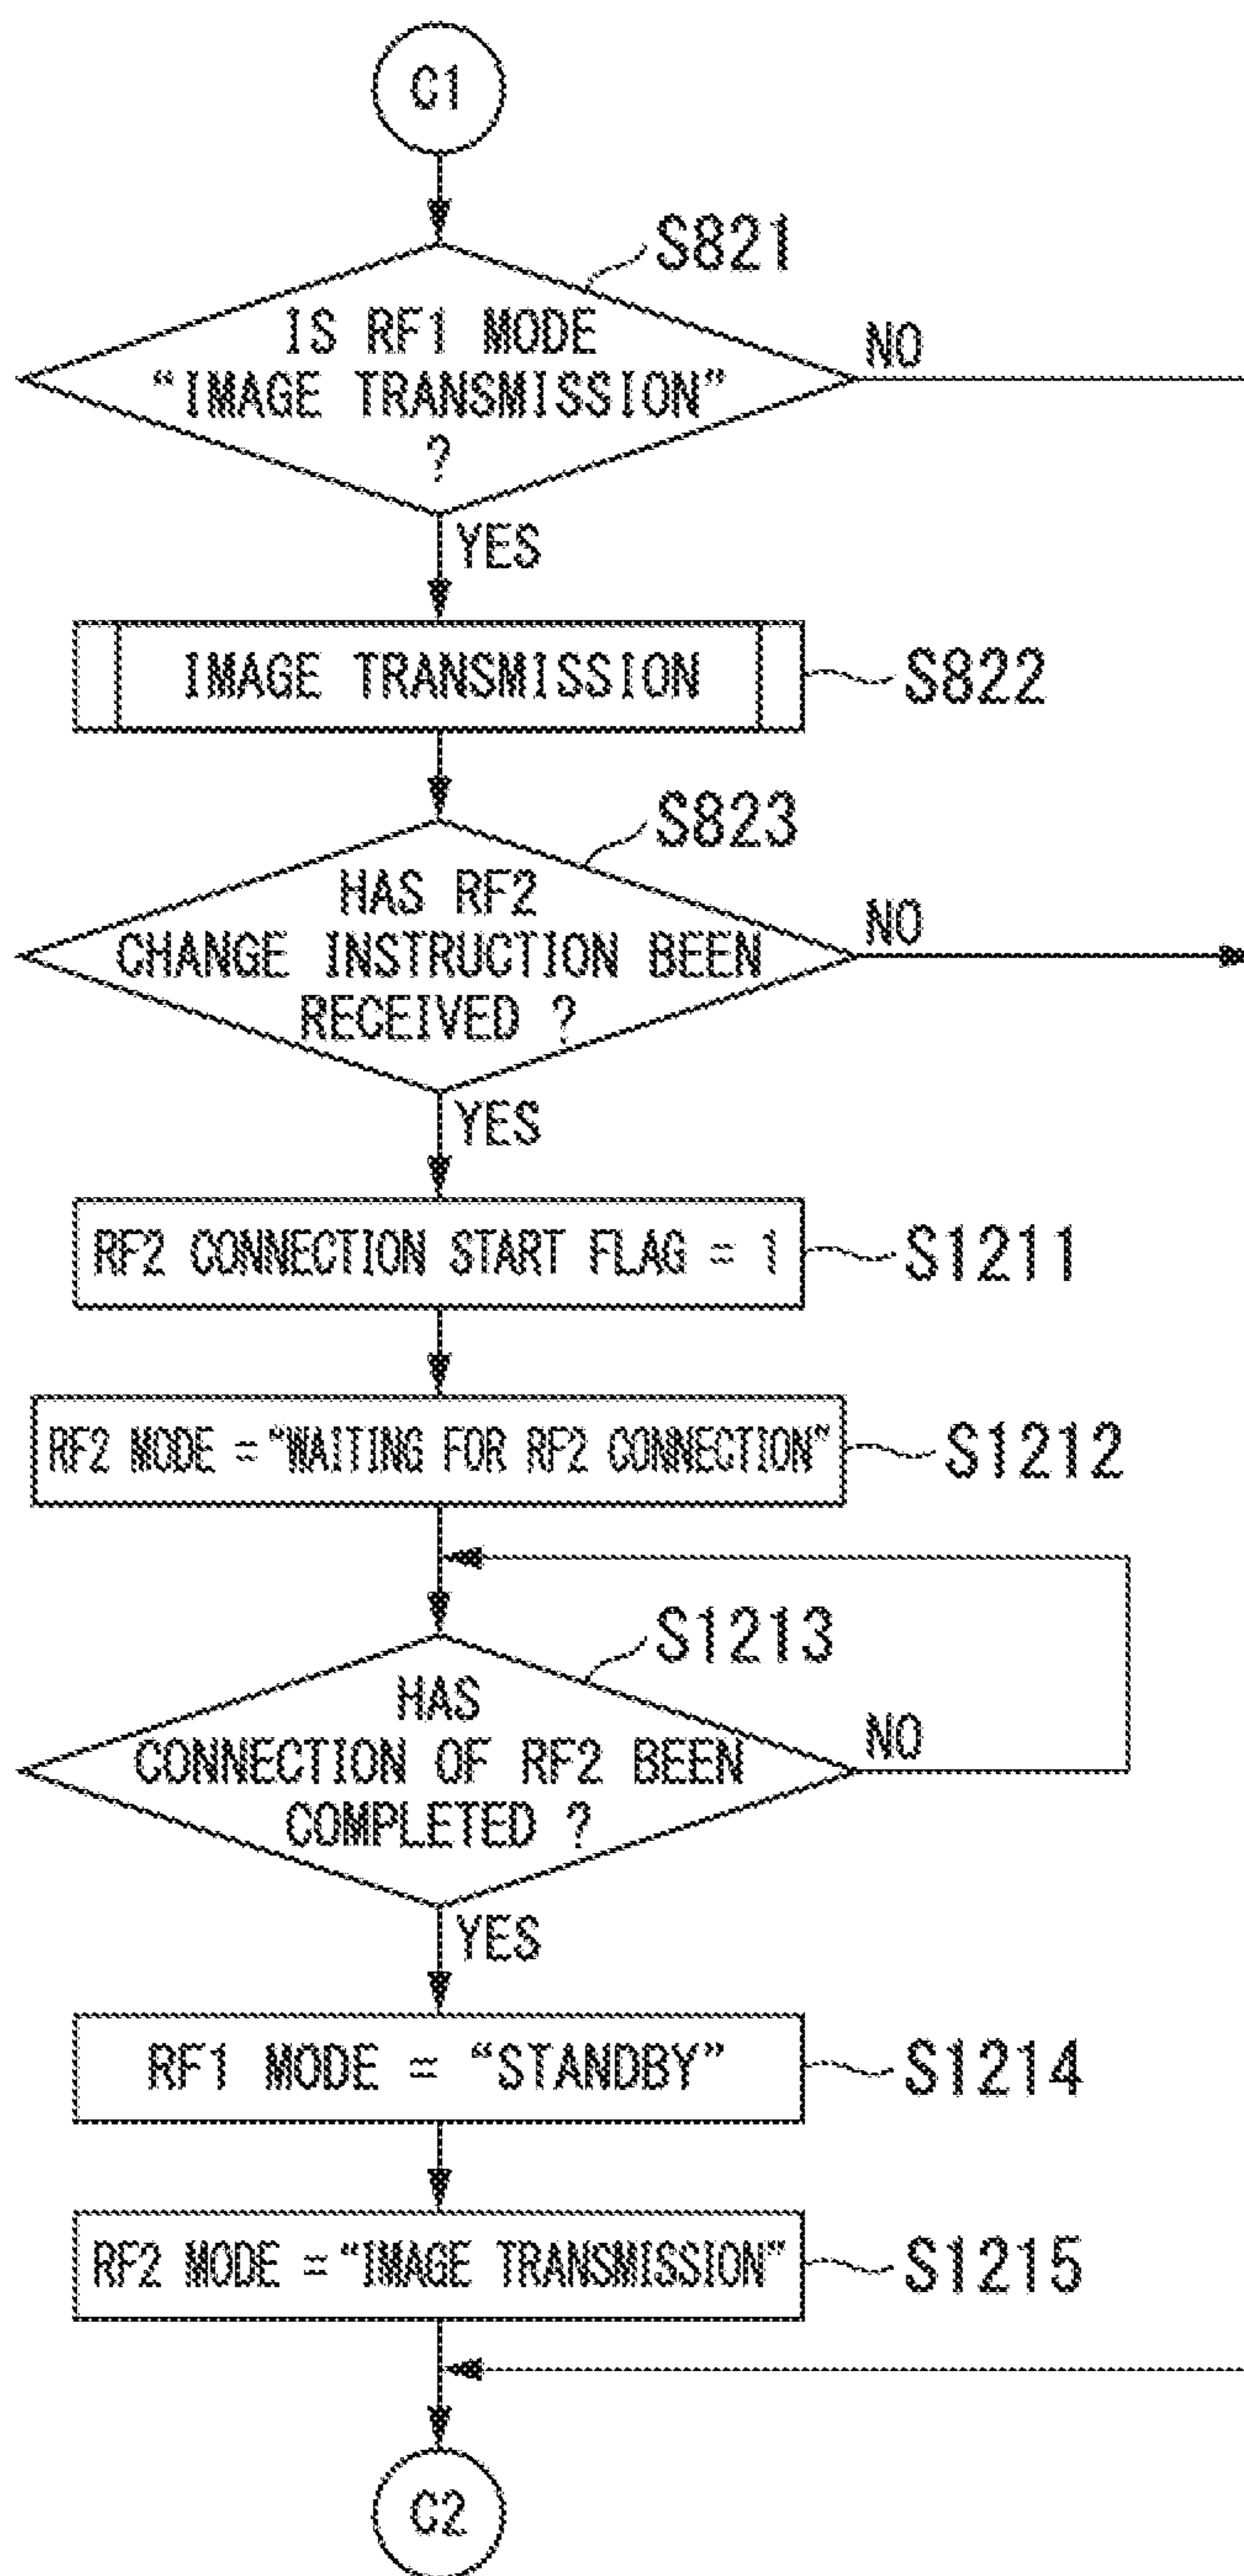 C1
S821
IS RF1 MODE
“IMAGE TRANSMISSION”
?
NO
YES
IMAGE TRANSMISSION
S822
S823
HAS RF2
CHANGE INSTRUCTION BEEN
RECEIVED ?
NO
YES
RF2 CONNECTION START FLAG = 1
S1211
RF2 MODE =“WAITING FOR RF2 CONNECTION”
S1212
S1213
HAS
CONNECTION OF RF2 BEEN
COMPLETED ?
NO
YES
RF1 MODE = “STANDBY”
S1214
RF2 MODE =“IMAGE TRANSMISSION”
S1215
C2